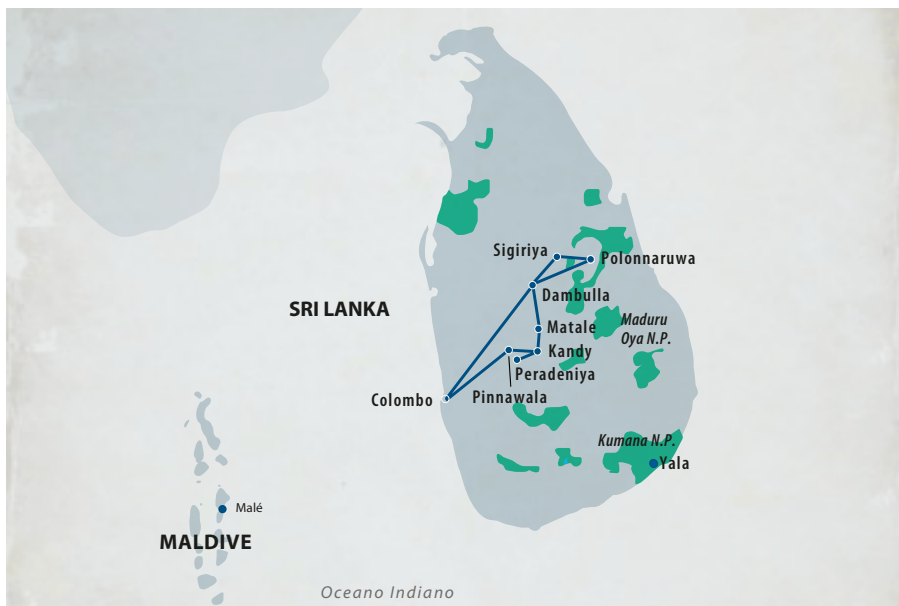 Sigiriya
Polonnaruwa
Dambulla
SRI LANKA
Maduru
Oya N.P.
Matale
Kandy
Peradeniya
Pinnawala
Colombo
Kumana N.P.
Yala
Malé
MALDIVE
Oceano Indiano